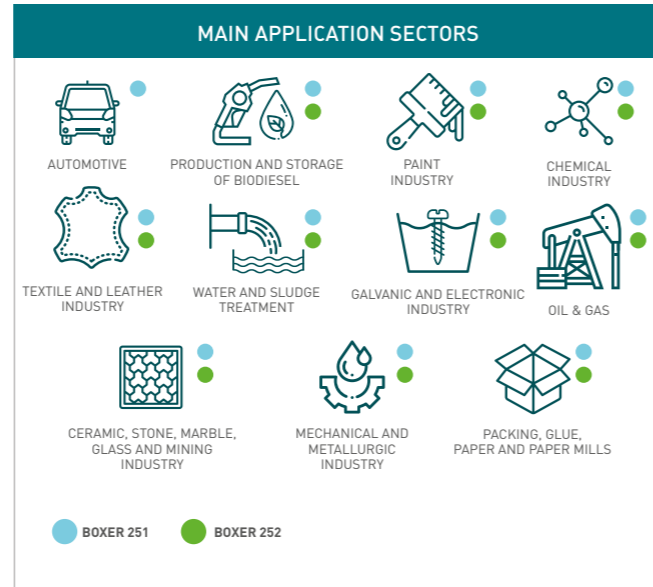 MAIN APPLICATION SECTORS
AUTOMOTIVE
PRODUCTION AND STORAGE
OF BIODIESEL
PAINT
INDUSTRY
CHEMICAL
INDUSTRY
TEXTILE AND LEATHER
INDUSTRY
WATER AND SLUDGE
TREATMENT
GALVANIC AND ELECTRONIC
INDUSTRY
OIL & GAS
CERAMIC, STONE, MARBLE,
GLASS AND MINING
INDUSTRY
MECHANICAL AND
METALLURGIC
INDUSTRY
PACKING, GLUE,
PAPER AND PAPER MILLS
BOXER 251
BOXER 252